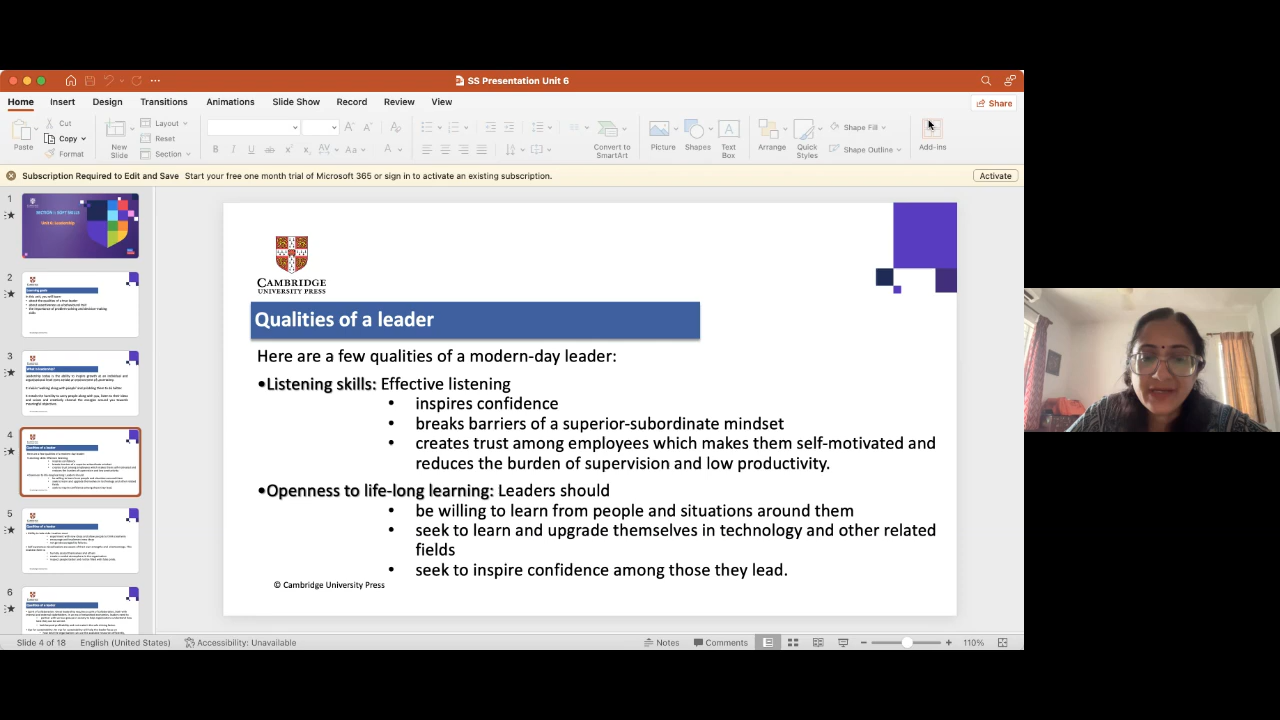 SS Presentation Unit 6
Home Insert Design Transitions Animations Slide Show Record Review View
Share
Paste
Cut
Copy
Format
New Slide
Layout
Reset
Section
Convert to SmartArt
Picture
Shapes
Text Box
Arrange
Quick Styles
Shape Fill
Shape Outline
Add-ins
Subscription Required to Edit and Save Start your free one month trial of Microsoft 365 or sign in to activate an existing subscription.
Activate
1
2
3
4
5
6
CAMBRIDGE
UNIVERSITY PRESS
Qualities of a leader
Here are a few qualities of a modern-day leader:
•Listening skills: Effective listening
• inspires confidence
• breaks barriers of a superior-subordinate mindset
• creates trust among employees which makes them self-motivated and
reduces the burden of supervision and low productivity.
•Openness to life-long learning: Leaders should
• be willing to learn from people and situations around them
• seek to learn and upgrade themselves in technology and other related
fields
• seek to inspire confidence among those they lead.
© Cambridge University Press
Slide 4 of 18 English (United States) Accessibility: Unavailable Notes Comments 110%